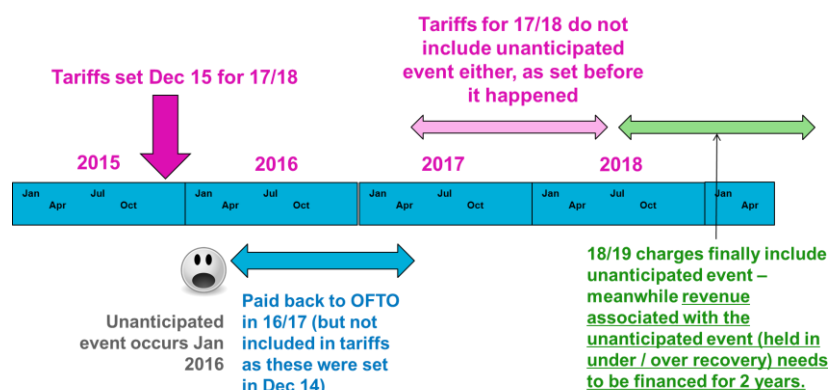 Tariffs for 17/18 do not
include unanticipated
event either, as set before
it happened
Tariffs set Dec 15 for 17/18
2015
2016
2017
2018
Jan
Apr
Jul
Oct
Jan
Apr
Jul
Oct
Jan
Apr
Jul
Oct
Jan
Apr
Jul
Oct
Jan
Apr
Unanticipated
event occurs Jan
2016
Paid back to OFTO
in 16/17 (but not
included in tariffs
as these were set
in Dec 14)
18/19 charges finally include
unanticipated event –
meanwhile revenue
associated with the
unanticipated event (held in
under / over recovery) needs
to be financed for 2 years.